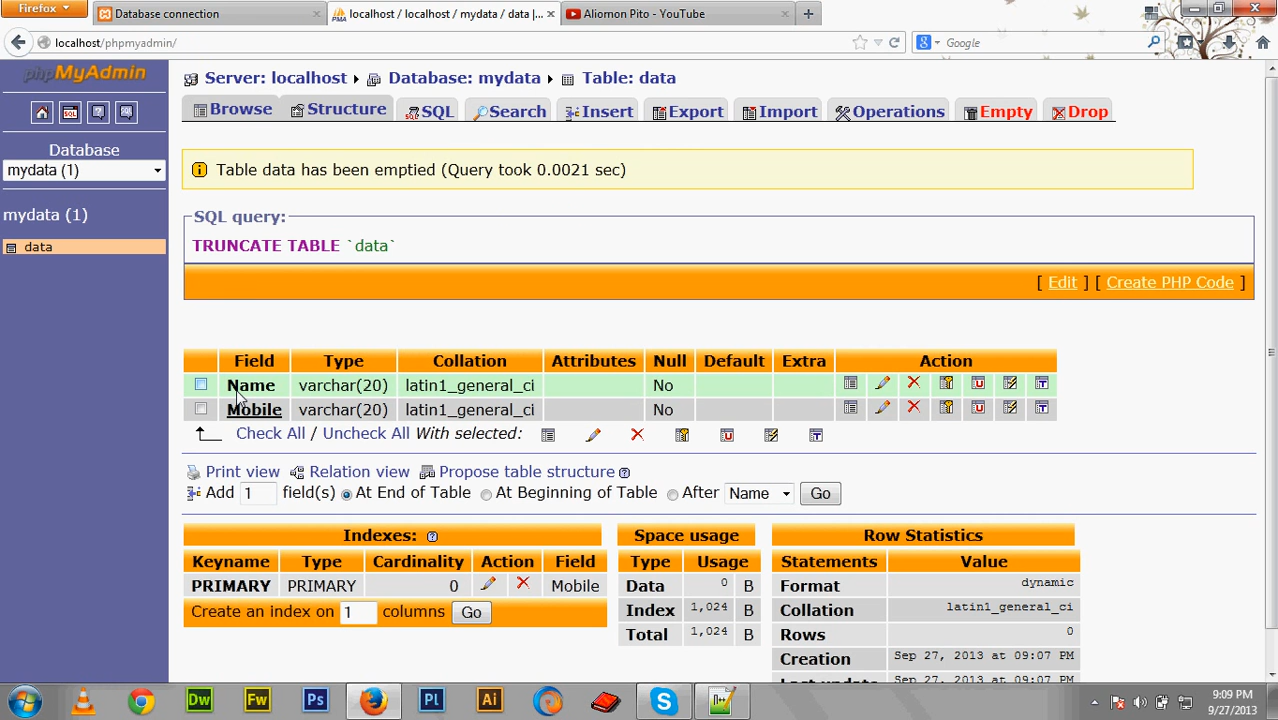 Firefox
Database connection
localhost / localhost / mydata / data |...
Aliomon Pito - YouTube
localhost/phpmyadmin/
Google
phpMyAdmin
Server: localhost
Database: mydata
Table: data
Browse
Structure
SQL
Search
Insert
Export
Import
Operations
Empty
Drop
Database
mydata (1)
mydata (1)
data
Table data has been emptied (Query took 0.0021 sec)
SQL query:
TRUNCATE TABLE `data`
[ Edit ] [ Create PHP Code ]
Field Type Collation Attributes Null Default Extra Action
Name varchar(20) latin1_general_ci No
Mobile varchar(20) latin1_general_ci No
Check All / Uncheck All With selected:
Print view Relation view Propose table structure
Add 1 field(s) At End of Table At Beginning of Table After Name Go
Indexes:
Keyname Type Cardinality Action Field
PRIMARY PRIMARY 0 Mobile
Create an index on 1 columns Go
Space usage
Type Usage
Data 0 B
Index 1,024 B
Total 1,024 B
Row Statistics
Statements Value
Format dynamic
Collation latin1_general_ci
Rows 0
Creation Sep 27, 2013 at 09:07 PM
Dw
Fw
Ps
Pl
Ai
9:09 PM
9/27/2013